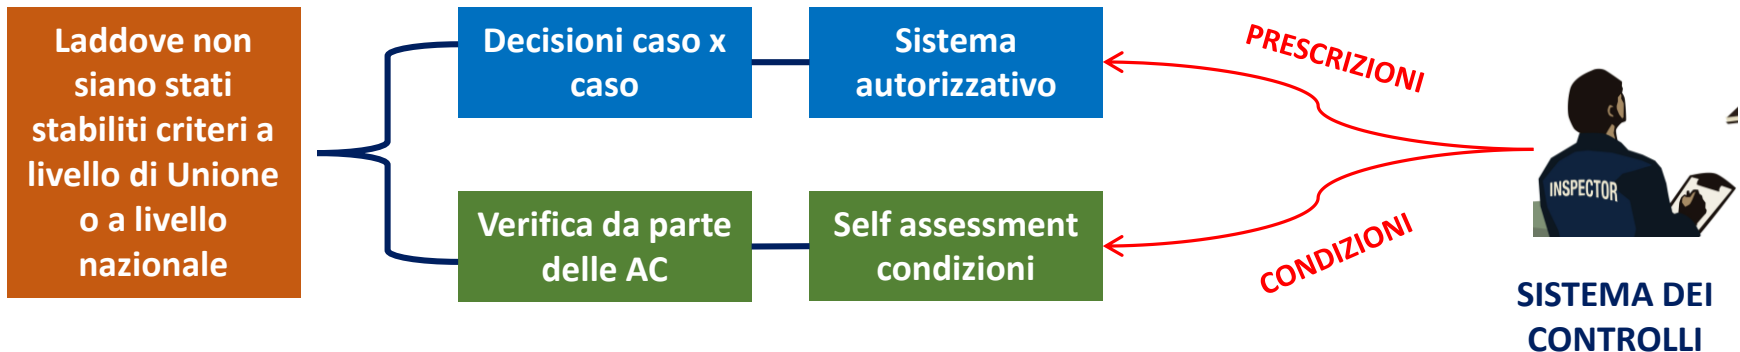 Laddove non
siano stati
stabiliti criteri a
livello di Unione
o a livello
nazionale
Decisioni caso x
caso
Sistema
autorizzativo
Verifica da parte
delle AC
Self assessment
condizioni
PRESCRIZIONI
CONDIZIONI
INSPECTOR
SISTEMA DEI
CONTROLLI